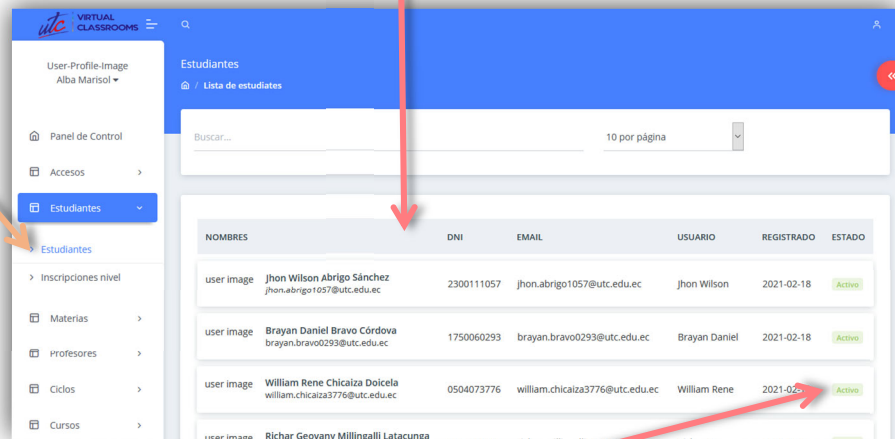 utc VIRTUAL
CLASSROOMS
User-Profile-Image
Alba Marisol
Panel de Control
Accesos
Estudiantes
Estudiantes
Inscripciones nivel
Materias
Profesores
Ciclos
Cursos
Estudiantes
/ Lista de estudiates
Buscar...
10 por página
NOMBRES DNI EMAIL USUARIO REGISTRADO ESTADO
user image Jhon Wilson Abrigo Sánchez 2300111057 jhon.abrigo1057@utc.edu.ec Jhon Wilson 2021-02-18 Activo
jhon.abrigo1057@utc.edu.ec
user image Brayan Daniel Bravo Córdova 1750060293 brayan.bravo0293@utc.edu.ec Brayan Daniel 2021-02-18 Activo
brayan.bravo0293@utc.edu.ec
user image William Rene Chicaiza Doicela 0504073776 william.chicaiza3776@utc.edu.ec William Rene 2021-02- Activo
william.chicaiza3776@utc.edu.ec
user image Richar Geovany Millingalli Latacunga